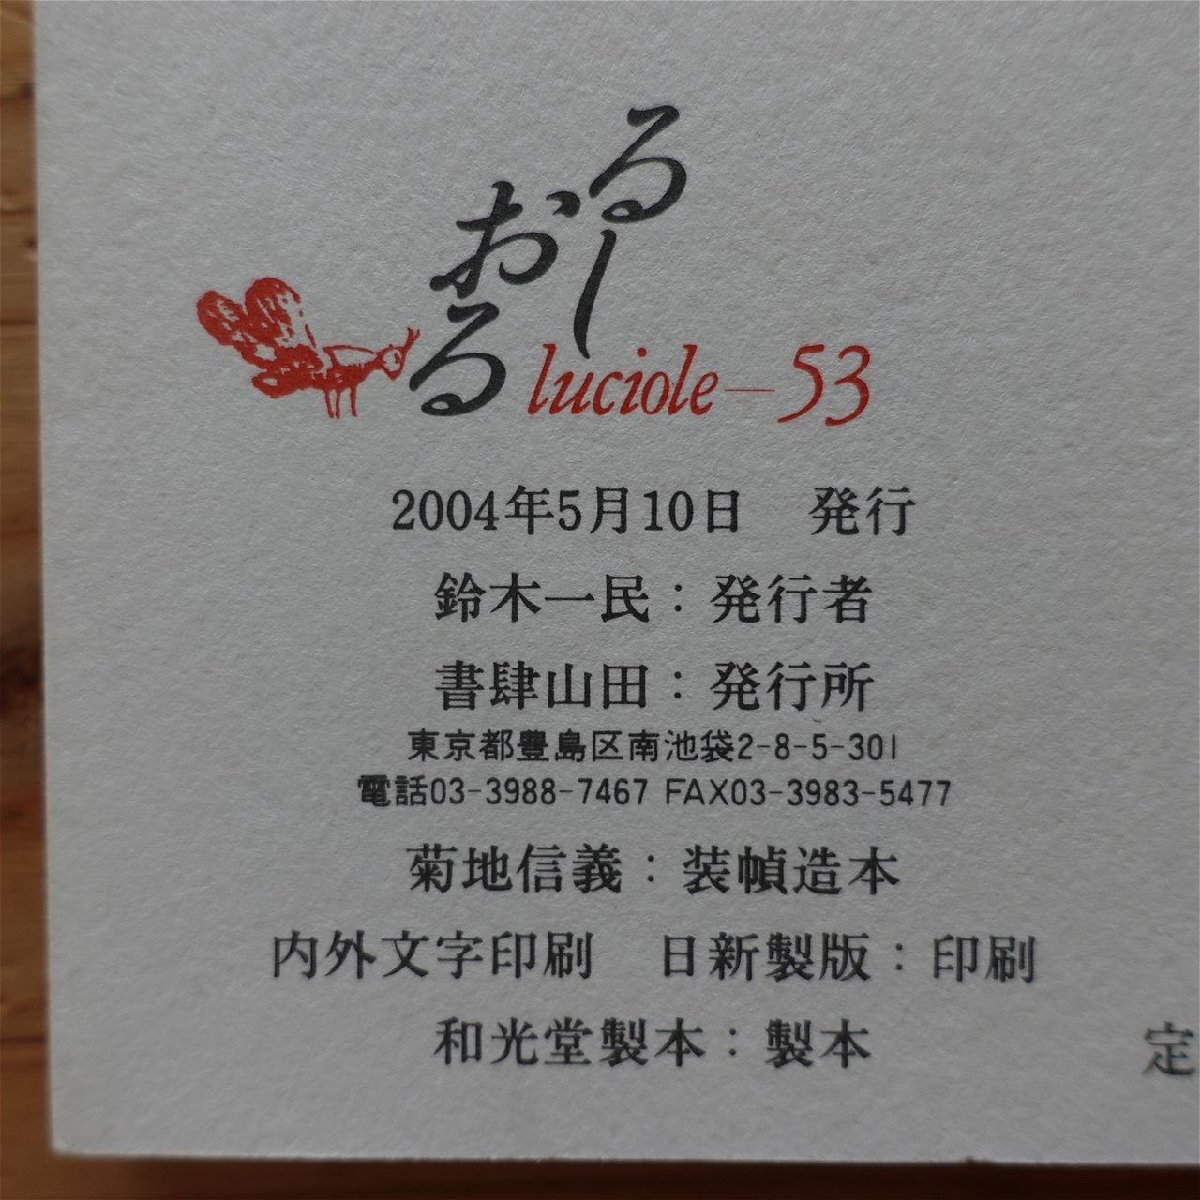 るしおる
luciole—53
2004年5月10日　発行
鈴木一民：発行者
書肆山田：発行所
東京都豐島区南池袋2-8-5-301
電話03-3988-7467 FAX03-3983-5477
菊地信義：装幀造本
内外文字印刷　日新製版：印刷
和光堂製本：製本
定